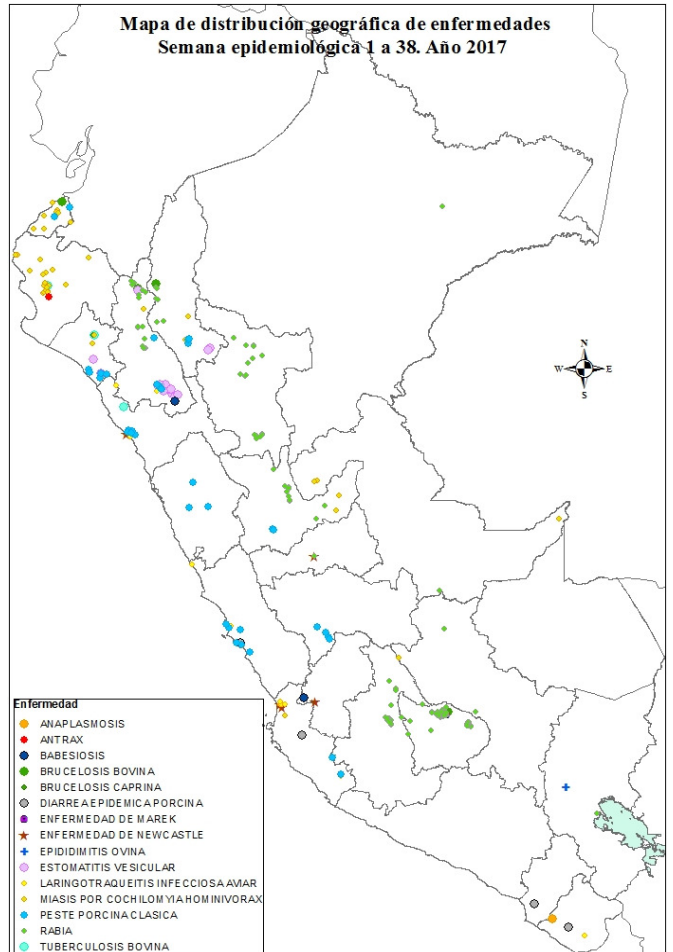 Mapa de distribución geográfica de enfermedades
Semana epidemiológica 1 a 38. Año 2017
N
W E
S
Enfermedad
ANAPLASMOSIS
ANTRAX
BABESIOSIS
BRUCELOSIS BOVINA
BRUCELOSIS CAPRINA
DIARREA EPIDEMICA PORCINA
ENFERMEDAD DE MAREK
ENFERMEDAD DE NEWCASTLE
EPIDIDIMITIS OVINA
ESTOMATITIS VESICULAR
LARINGOTRAQUEITIS INFECCIOSA AVIAR
MIASIS POR COCHILOMYIA HOMINIVORAX
PESTE PORCINA CLASICA
RABIA
TUBERCULOSIS BOVINA